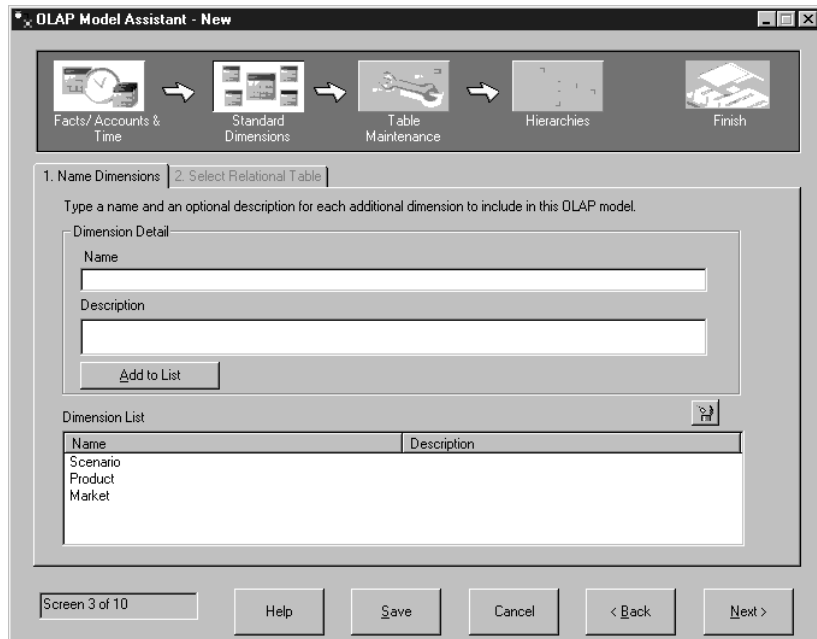 OLAP Model Assistant - New
Facts/ Accounts & Time
Standard Dimensions
Table Maintenance
Hierarchies
Finish
1. Name Dimensions
2. Select Relational Table
Type a name and an optional description for each additional dimension to include in this OLAP model.
Dimension Detail
Name
Description
Add to List
Dimension List
Name Description
Scenario
Product
Market
Screen 3 of 10
Help
Save
Cancel
< Back
Next >